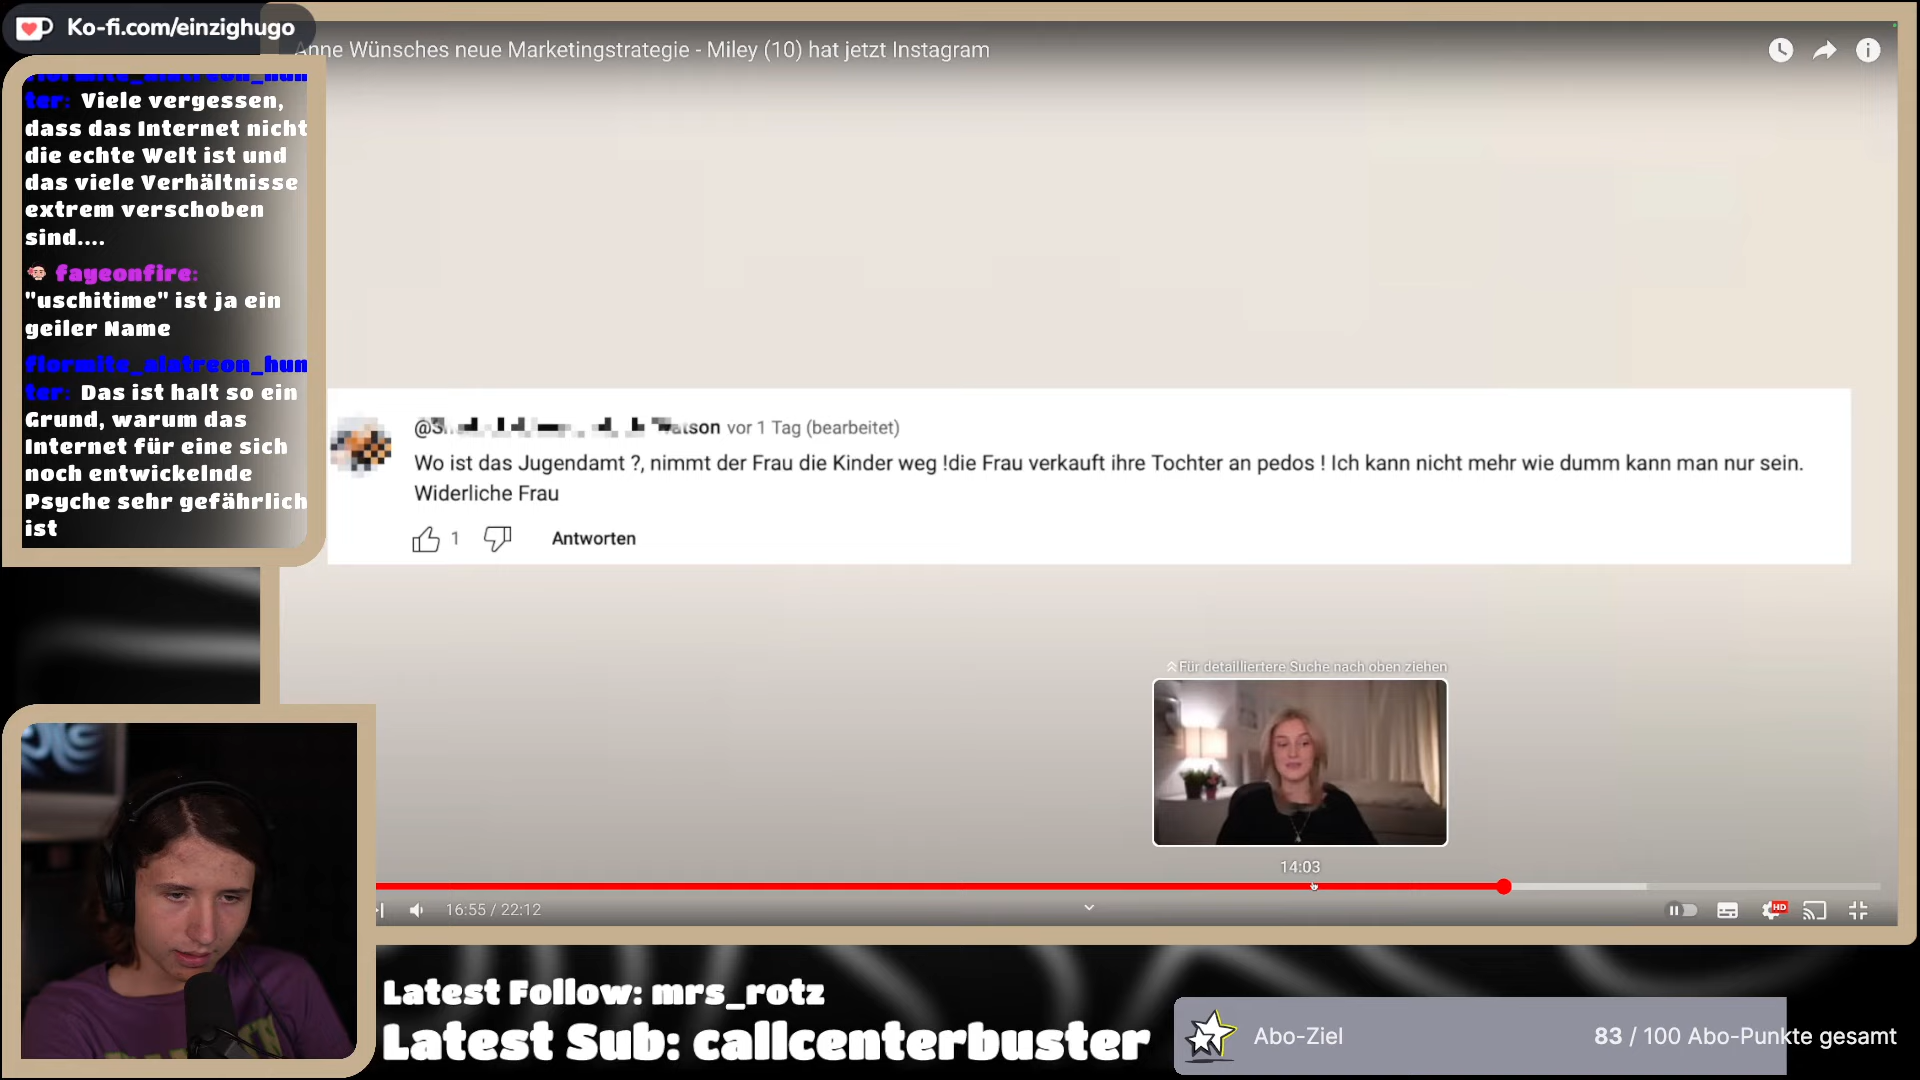 Ko-fi.com/einzighugo
Anne Wünsches neue Marketingstrategie - Miley (10) hat jetzt Instagram
ter: Viele vergessen,
dass das Internet nicht
die echte Welt ist und
das viele Verhältnisse
extrem verschoben
sind....
fayeonfire:
"uschitime" ist ja ein
geiler Name
flormite_alatreon_hun
ter: Das ist halt so ein
Grund, warum das
Internet für eine sich
noch entwickelnde
Psyche sehr gefährlich
ist
vor 1 Tag (bearbeitet)
Wo ist das Jugendamt ?, nimmt der Frau die Kinder weg !die Frau verkauft ihre Tochter an pedos ! Ich kann nicht mehr wie dumm kann man nur sein.
Widerliche Frau
1
Antworten
Für detailliertere Suche nach oben ziehen
14:03
16:55 / 22:12
HD
Latest Follow: mrs_rotz
Latest Sub: callcenterbuster
Abo-Ziel
83 / 100 Abo-Punkte gesamt